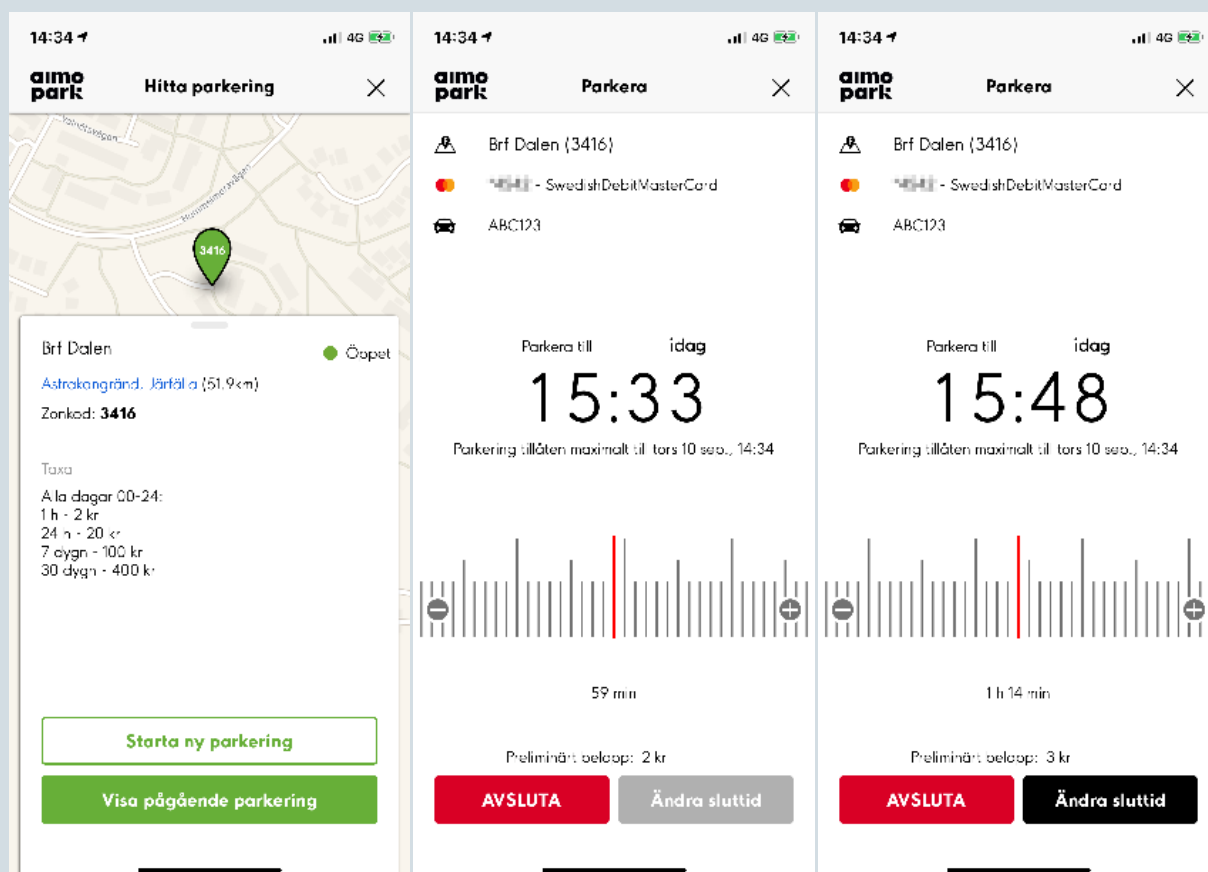 14:34
4G
aimo
park
Hitta parkering
Hummelmoravägen
3416
Brf Dalen
Öppet
Astrakangränd, Järfälla (51.9km)
Zonkod: 3416
Taxa
Alla dagar 00-24:
1 h - 2 kr
24 h - 20 kr
7 dygn - 100 kr
30 dygn - 400 kr
Starta ny parkering
Visa pågående parkering
14:34
4G
aimo
park
Parkera
Brf Dalen (3416)
- SwedishDebitMasterCard
ABC123
Parkera till idag
15:33
Parkering tillåten maximalt till tors 10 sep., 14:34
59 min
Preliminärt belopp: 2 kr
AVSLUTA
Ändra sluttid
14:34
4G
aimo
park
Parkera
Brf Dalen (3416)
- SwedishDebitMasterCard
ABC123
Parkera till idag
15:48
Parkering tillåten maximalt till tors 10 sep., 14:34
1 h 14 min
Preliminärt belopp: 3 kr
AVSLUTA
Ändra sluttid